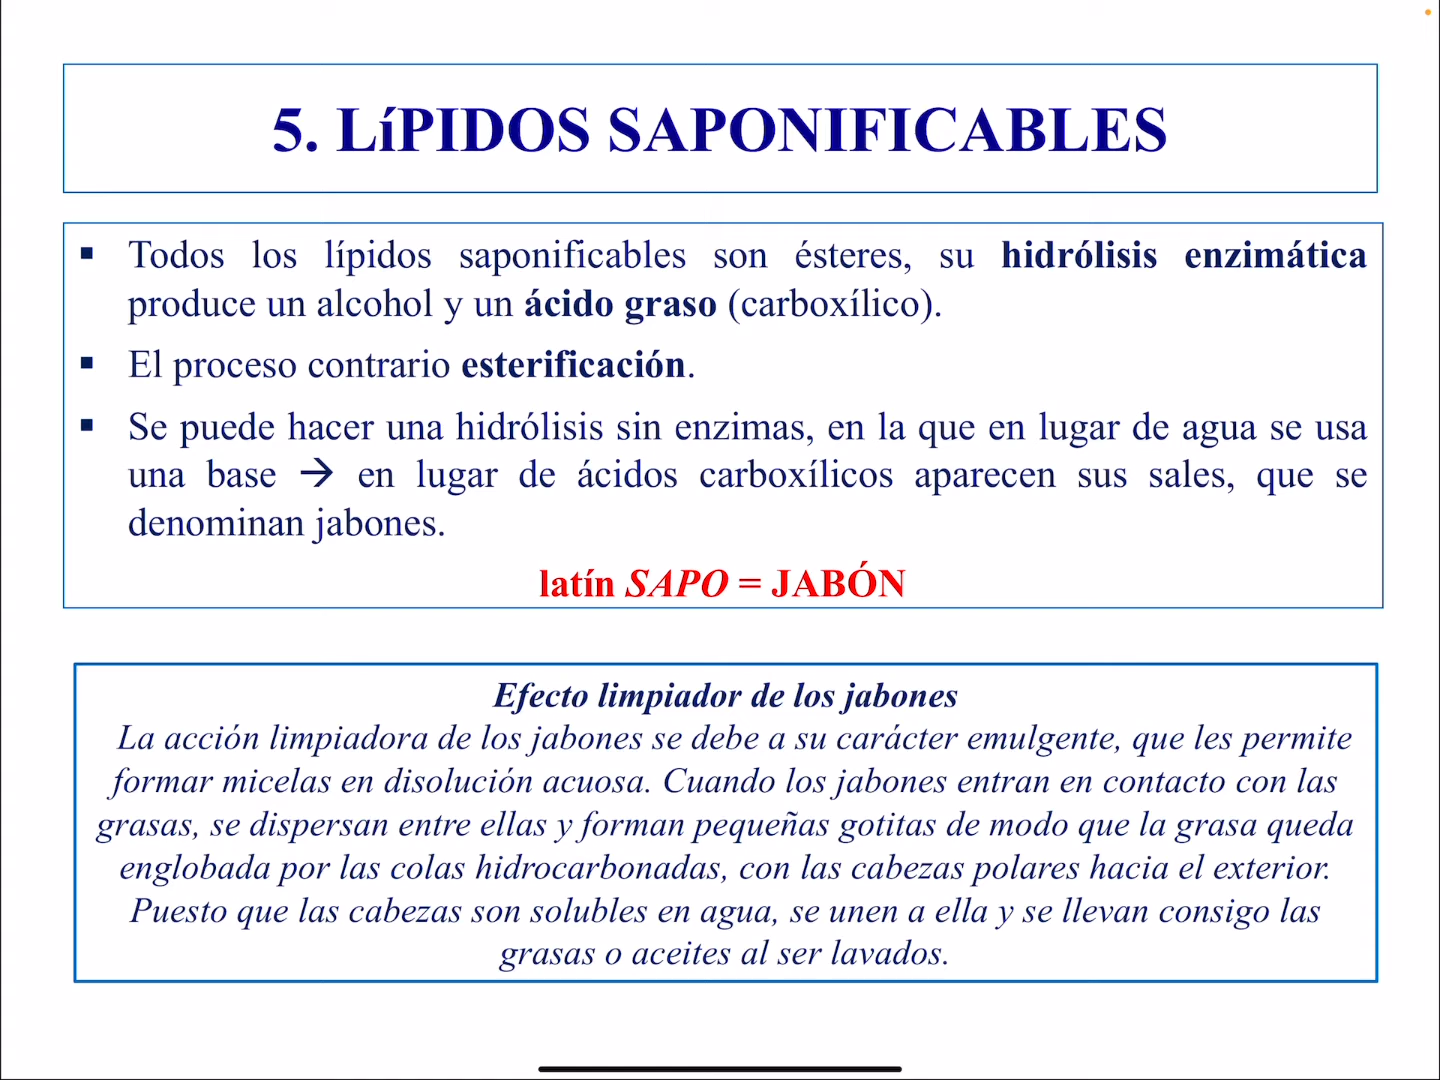 5. LíPIDOS SAPONIFICABLES
▪ Todos los lípidos saponificables son ésteres, su hidrólisis enzimática
produce un alcohol y un ácido graso (carboxílico).
▪ El proceso contrario esterificación.
▪ Se puede hacer una hidrólisis sin enzimas, en la que en lugar de agua se usa
una base → en lugar de ácidos carboxílicos aparecen sus sales, que se
denominan jabones.
latín SAPO = JABÓN
Efecto limpiador de los jabones
La acción limpiadora de los jabones se debe a su carácter emulgente, que les permite
formar micelas en disolución acuosa. Cuando los jabones entran en contacto con las
grasas, se dispersan entre ellas y forman pequeñas gotitas de modo que la grasa queda
englobada por las colas hidrocarbonadas, con las cabezas polares hacia el exterior.
Puesto que las cabezas son solubles en agua, se unen a ella y se llevan consigo las
grasas o aceites al ser lavados.